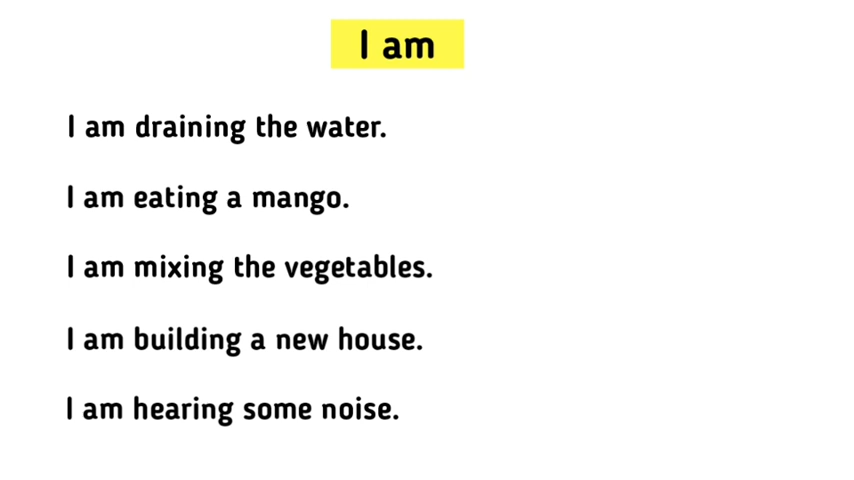 I am
I am draining the water.
I am eating a mango.
I am mixing the vegetables.
I am building a new house.
I am hearing some noise.